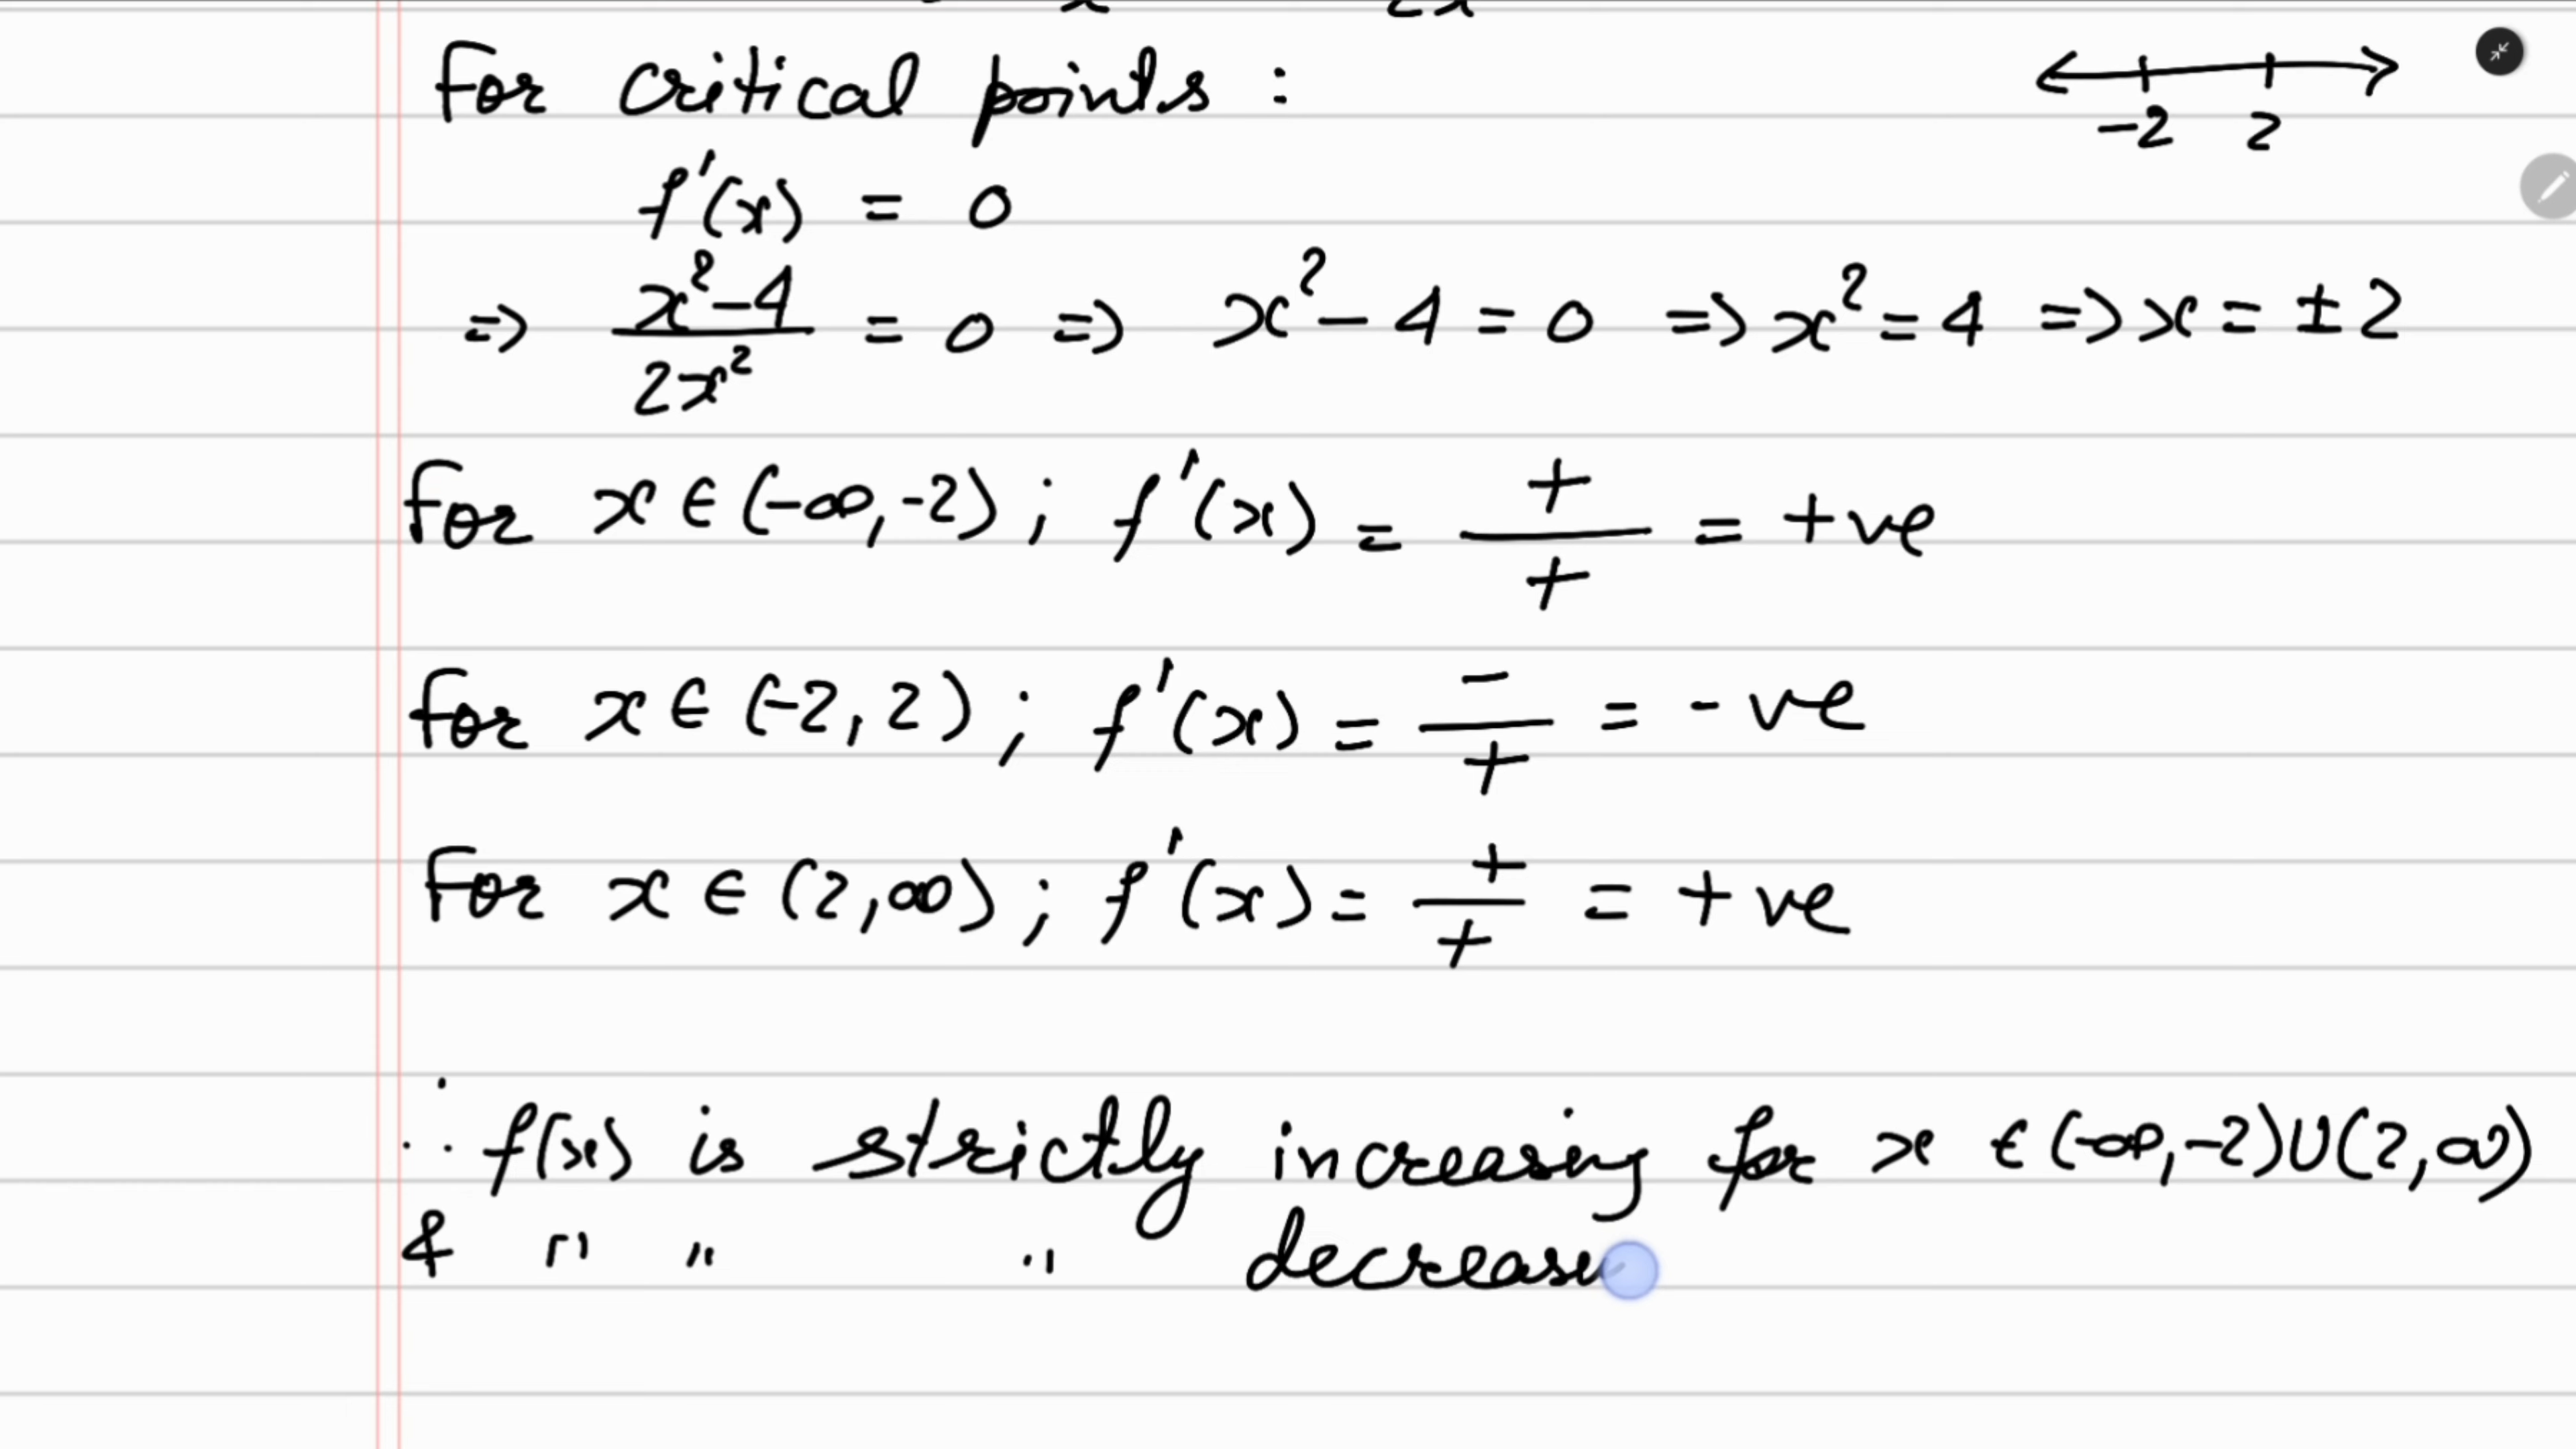 For critical points :
-2 2
f'(x) = 0
=> x²-4/2x² = 0 => x² - 4 = 0 => x² = 4 => x = ± 2
For x ∈ (-∞, -2) ; f'(x) = +/+ = +ve
For x ∈ (-2, 2) ; f'(x) = -/+ = - ve
For x ∈ (2, ∞) ; f'(x) = +/+ = + ve
∴ f(x) is strictly increasing for x ∈ (-∞, -2) U (2, ∞)
& " " " decreasi